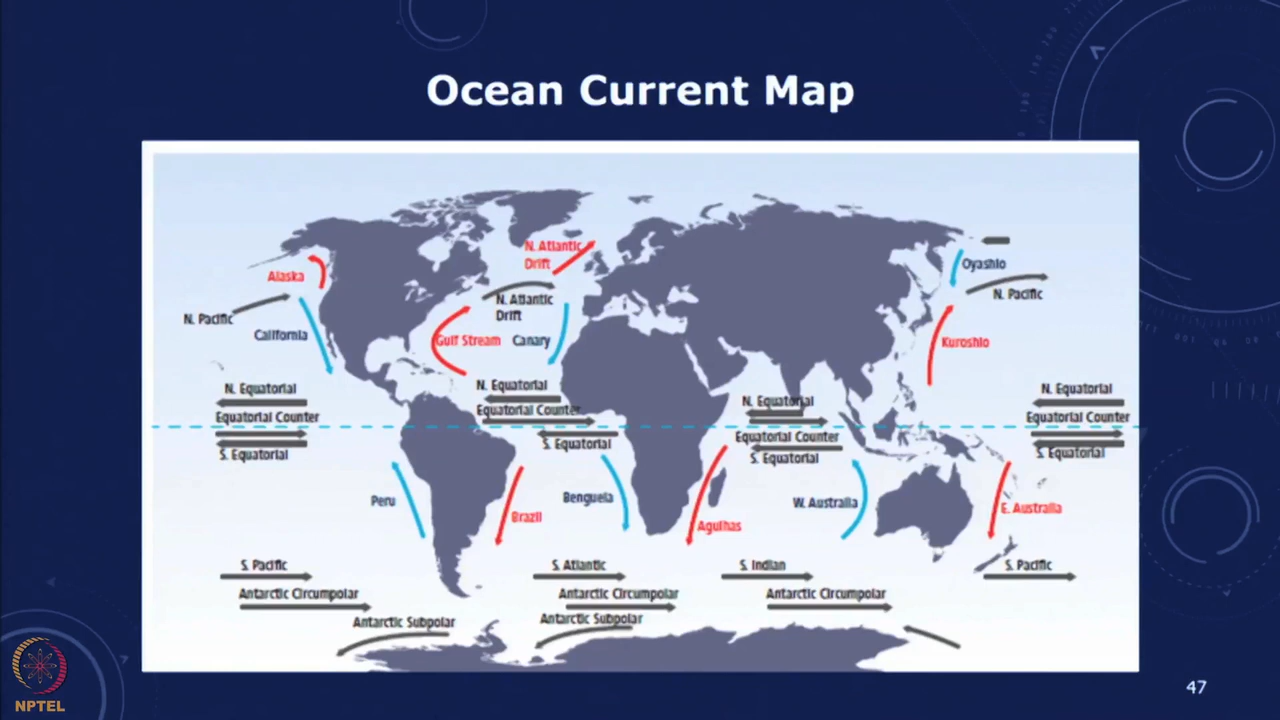 Ocean Current Map
N. Atlantic
Drift
Alaska
Oyashio
N. Pacific
N. Atlantic
Drift
N. Pacific
California
Gulf Stream
Canary
Kuroshio
N. Equatorial
N. Equatorial
N. Equatorial
N. Equatorial
Equatorial Counter
Equatorial Counter
Equatorial Counter
Equatorial Counter
S. Equatorial
S. Equatorial
S. Equatorial
S. Equatorial
Peru
Brazil
Benguela
Agulhas
W. Australia
E. Australia
S. Pacific
S. Atlantic
S. Indian
S. Pacific
Antarctic Circumpolar
Antarctic Circumpolar
Antarctic Circumpolar
Antarctic Subpolar
Antarctic Subpolar
47
NPTEL